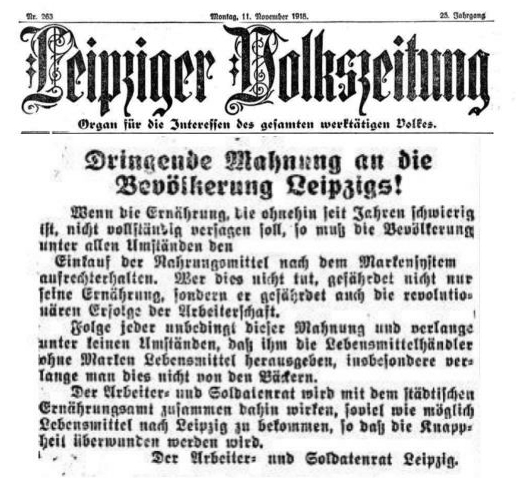 Nr. 263 Montag, 11. November 1918. 25. Jahrgang
Leipziger Volkszeitung
Organ für die Interessen des gesamten werktätigen Volkes.
Dringende Mahnung an die
Bevölkerung Leipzigs!
Wenn die Ernährung, die ohnehin seit Jahren schwierig
ist, nicht vollständig versagen soll, so muß die Bevölkerung
unter allen Umständen den
Einkauf der Nahrungsmittel nach dem Markensystem
aufrechterhalten. Wer dies nicht tut, gefährdet nicht nur
seine Ernährung, sondern er gefährdet auch die revolutio-
nären Erfolge der Arbeiterschaft.
Folge jeder unbedingt dieser Mahnung und verlange
unter keinen Umständen, daß ihm die Lebensmittelhändler
ohne Marken Lebensmittel herausgeben, insbesondere ver-
lange man dies nicht von den Bäckern.
Der Arbeiter- und Soldatenrat wird mit dem städtischen
Ernährungsamt zusammen dahin wirken, soviel wie möglich
Lebensmittel nach Leipzig zu bekommen, so daß die Knapp-
heit überwunden werden wird.
Der Arbeiter- und Soldatenrat Leipzig.